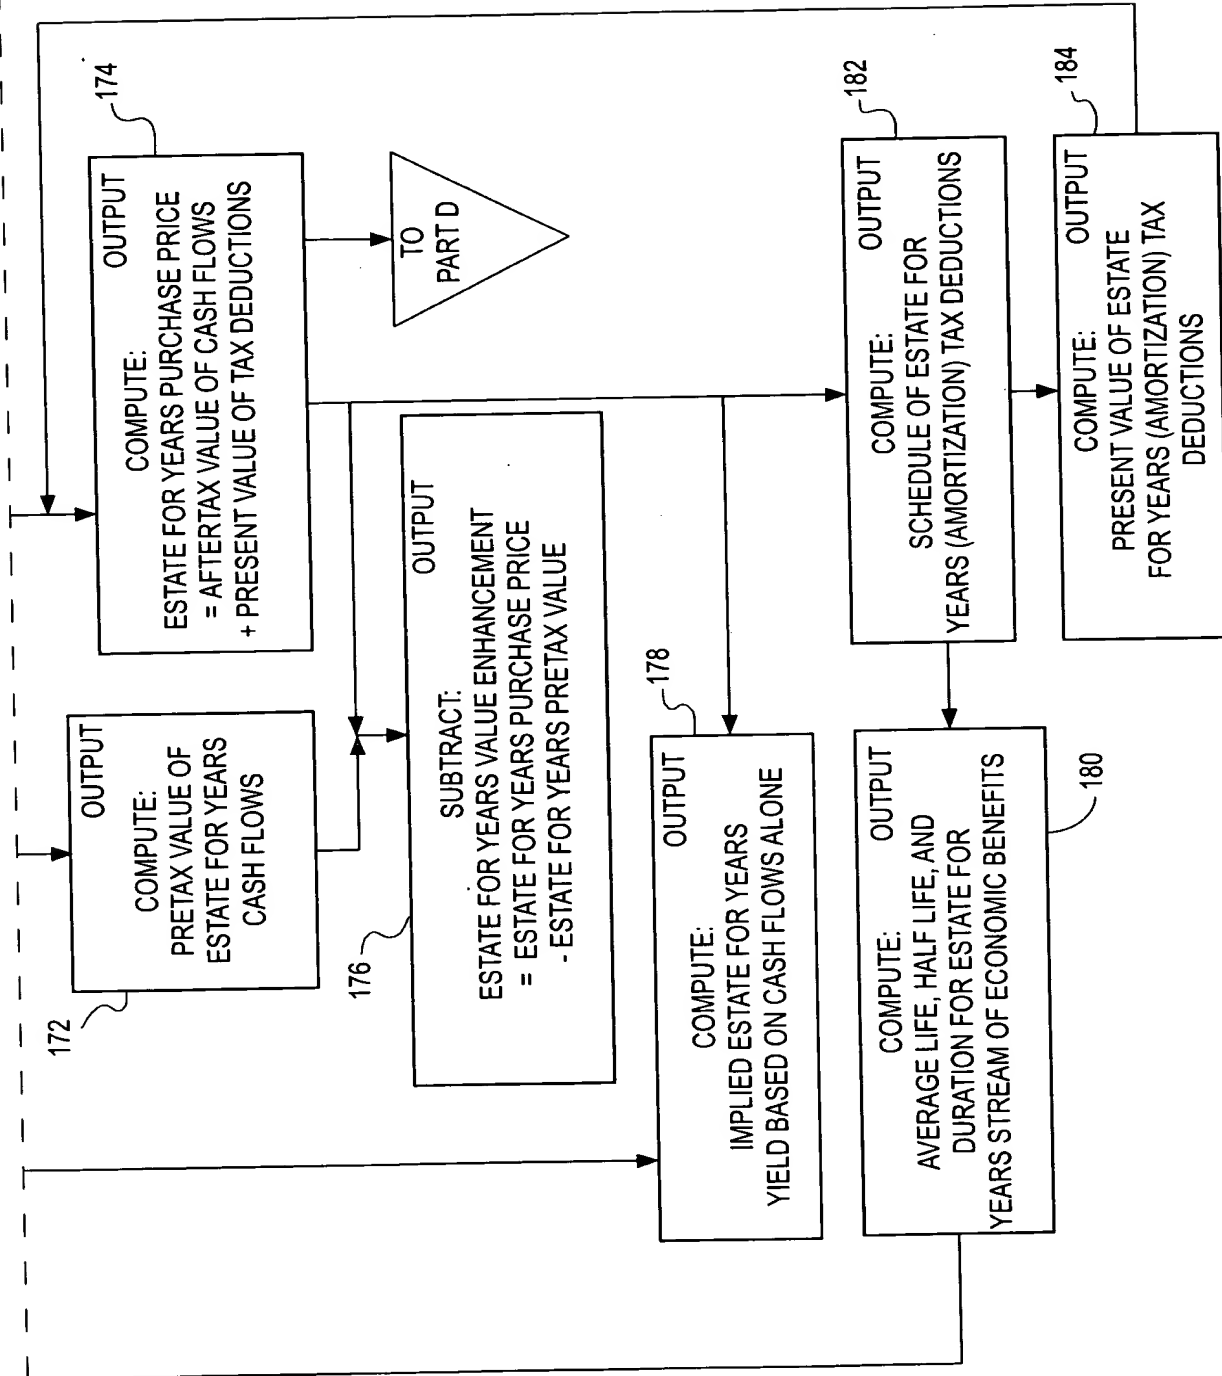 174
OUTPUT
COMPUTE:
ESTATE FOR YEARS PURCHASE PRICE
= AFTERTAX VALUE OF CASH FLOWS
+ PRESENT VALUE OF TAX DEDUCTIONS
TO
PART D
172
OUTPUT
COMPUTE:
PRETAX VALUE OF
ESTATE FOR YEARS
CASH FLOWS
176
OUTPUT
SUBTRACT:
ESTATE FOR YEARS VALUE ENHANCEMENT
= ESTATE FOR YEARS PURCHASE PRICE
- ESTATE FOR YEARS PRETAX VALUE
178
OUTPUT
COMPUTE:
IMPLIED ESTATE FOR YEARS
YIELD BASED ON CASH FLOWS ALONE
182
OUTPUT
COMPUTE:
SCHEDULE OF ESTATE FOR
YEARS (AMORTIZATION) TAX DEDUCTIONS
184
OUTPUT
COMPUTE:
PRESENT VALUE OF ESTATE
FOR YEARS (AMORTIZATION) TAX
DEDUCTIONS
180
OUTPUT
COMPUTE:
AVERAGE LIFE, HALF LIFE, AND
DURATION FOR ESTATE FOR
YEARS STREAM OF ECONOMIC BENEFITS